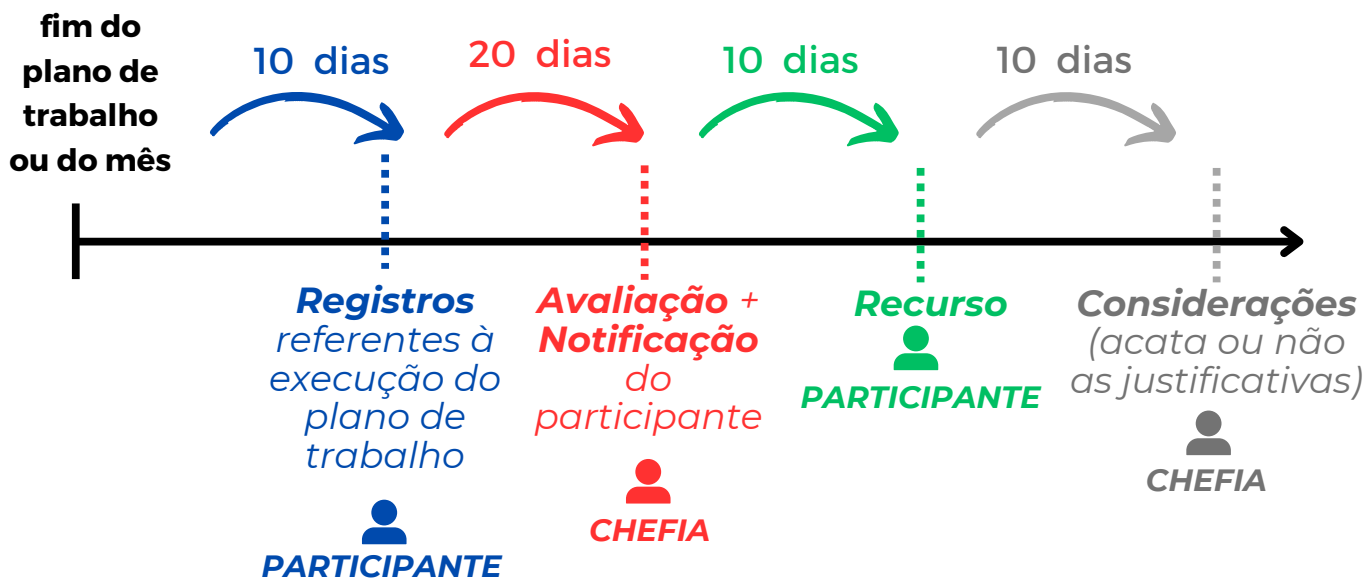 fim do
plano de
trabalho
ou do mês
10 dias
20 dias
10 dias
10 dias
Registros
referentes à
execução do
plano de
trabalho
PARTICIPANTE
Avaliação +
Notificação
do
participante
CHEFIA
Recurso
PARTICIPANTE
Considerações
(acata ou não
as justificativas)
CHEFIA